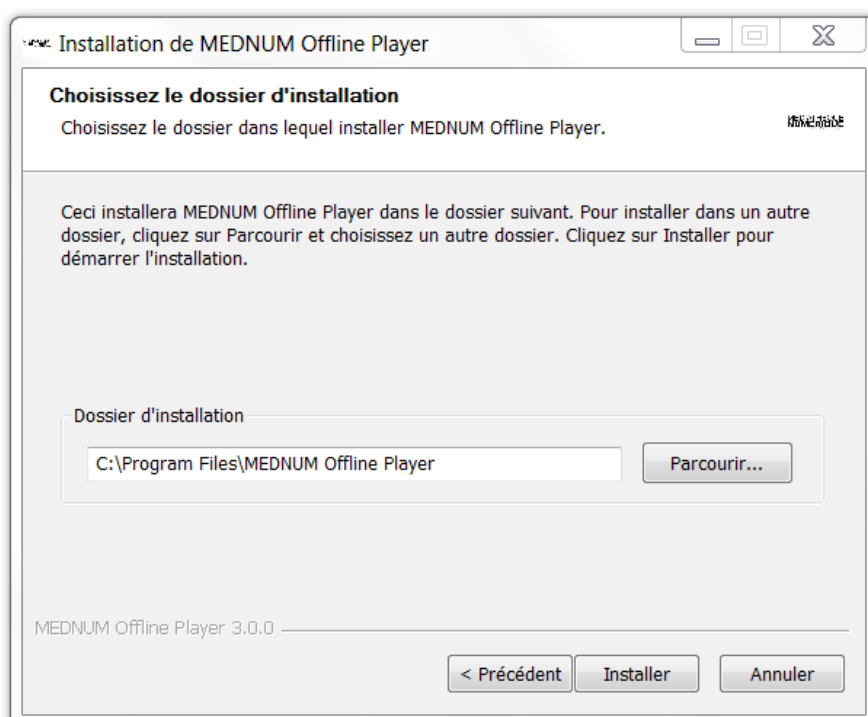 Installation de MEDNUM Offline Player
Choisissez le dossier d'installation
Choisissez le dossier dans lequel installer MEDNUM Offline Player.
Ceci installera MEDNUM Offline Player dans le dossier suivant. Pour installer dans un autre
dossier, cliquez sur Parcourir et choisissez un autre dossier. Cliquez sur Installer pour
démarrer l'installation.
Dossier d'installation
C:\Program Files\MEDNUM Offline Player
Parcourir...
MEDNUM Offline Player 3.0.0
< Précédent
Installer
Annuler